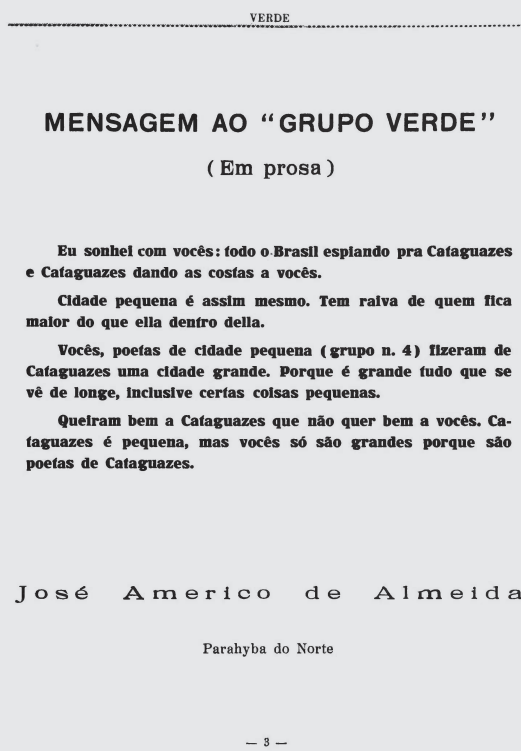 VERDE
MENSAGEM AO "GRUPO VERDE"
(Em prosa)
Eu sonhei com vocês: todo o Brasil espiando pra Cataguazes
e Cataguazes dando as costas a vocês.
Cidade pequena é assim mesmo. Tem raiva de quem fica
maior do que ella dentro della.
Vocês, poetas de cidade pequena (grupo n. 4) fizeram de
Cataguazes uma cidade grande. Porque é grande tudo que se
vê de longe, inclusive certas coisas pequenas.
Queiram bem a Cataguazes que não quer bem a vocês. Ca-
taguazes é pequena, mas vocês só são grandes porque são
poetas de Cataguazes.
José Americo de Almeida
Parahyba do Norte
— 3 —